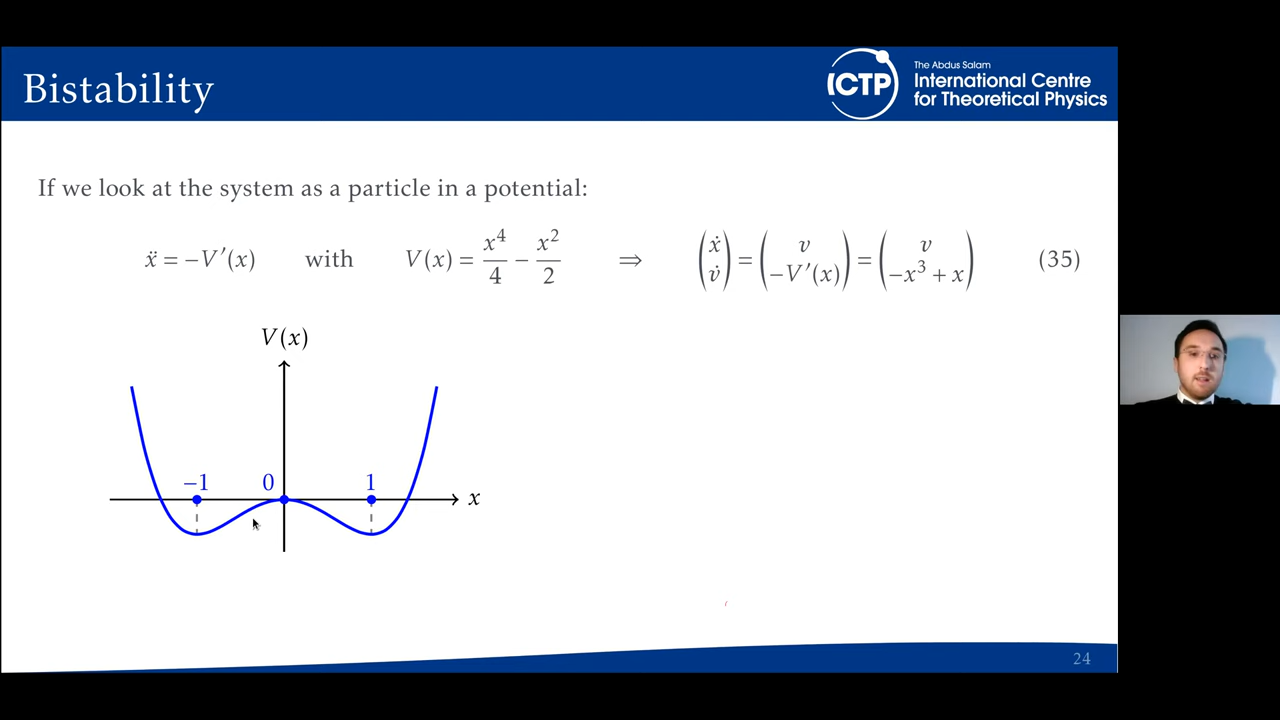 Bistability
ICTP
The Abdus Salam
International Centre
for Theoretical Physics
If we look at the system as a particle in a potential:
ẍ = −V′(x) with V(x) = x⁴/4 − x²/2 ⇒ (ẋ v̇) = (v −V′(x)) = (v −x³ + x) (35)
V(x)
−1 0 1
x
24